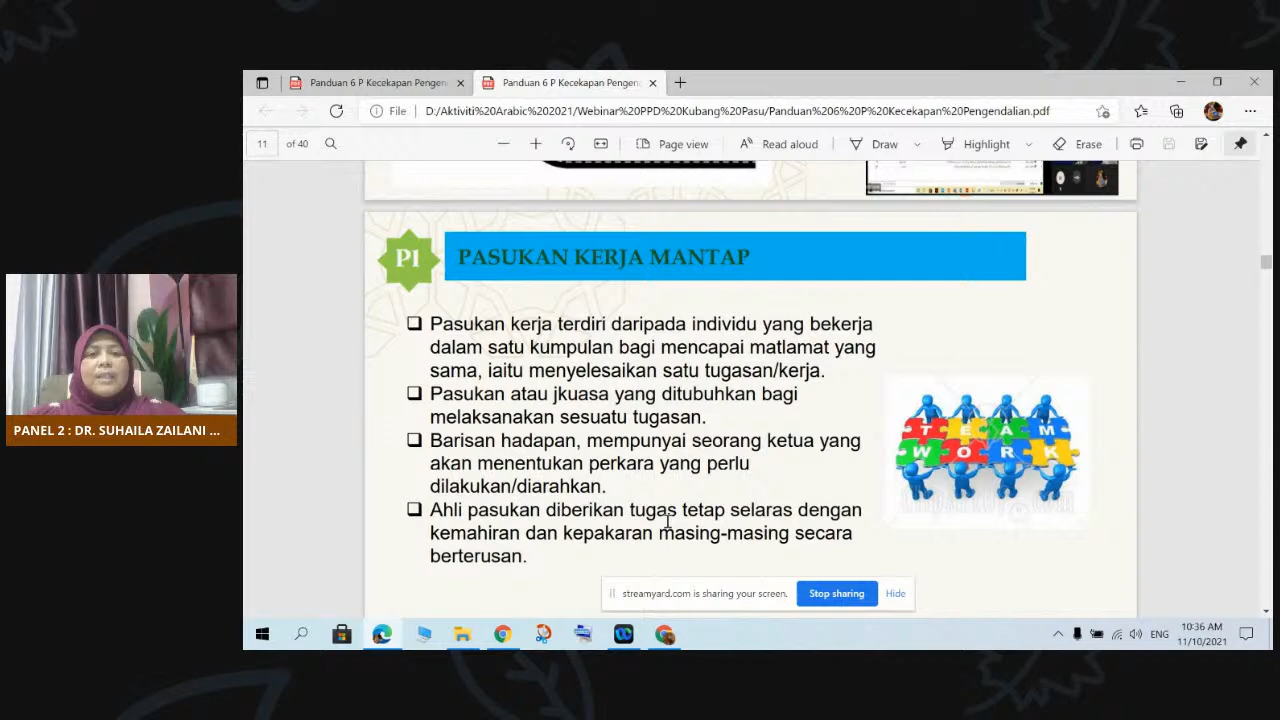 Panduan 6 P Kecekapan Pengen
Panduan 6 P Kecekapan Pengen
File
D:/Aktiviti%20Arabic%202021/Webinar%20PPD%20Kubang%20Pasu/Panduan%206%20P%20Kecekapan%20Pengendalian.pdf
11 of 40
Page view
Read aloud
Draw
Highlight
Erase
P1
PASUKAN KERJA MANTAP
Pasukan kerja terdiri daripada individu yang bekerja
dalam satu kumpulan bagi mencapai matlamat yang
sama, iaitu menyelesaikan satu tugasan/kerja.
Pasukan atau jkuasa yang ditubuhkan bagi
melaksanakan sesuatu tugasan.
Barisan hadapan, mempunyai seorang ketua yang
akan menentukan perkara yang perlu
dilakukan/diarahkan.
Ahli pasukan diberikan tugas tetap selaras dengan
kemahiran dan kepakaran masing-masing secara
berterusan.
TEAM
WORK
PANEL 2 : DR. SUHAILA ZAILANI ...
streamyard.com is sharing your screen.
Stop sharing
Hide
ENG
10:36 AM
11/10/2021